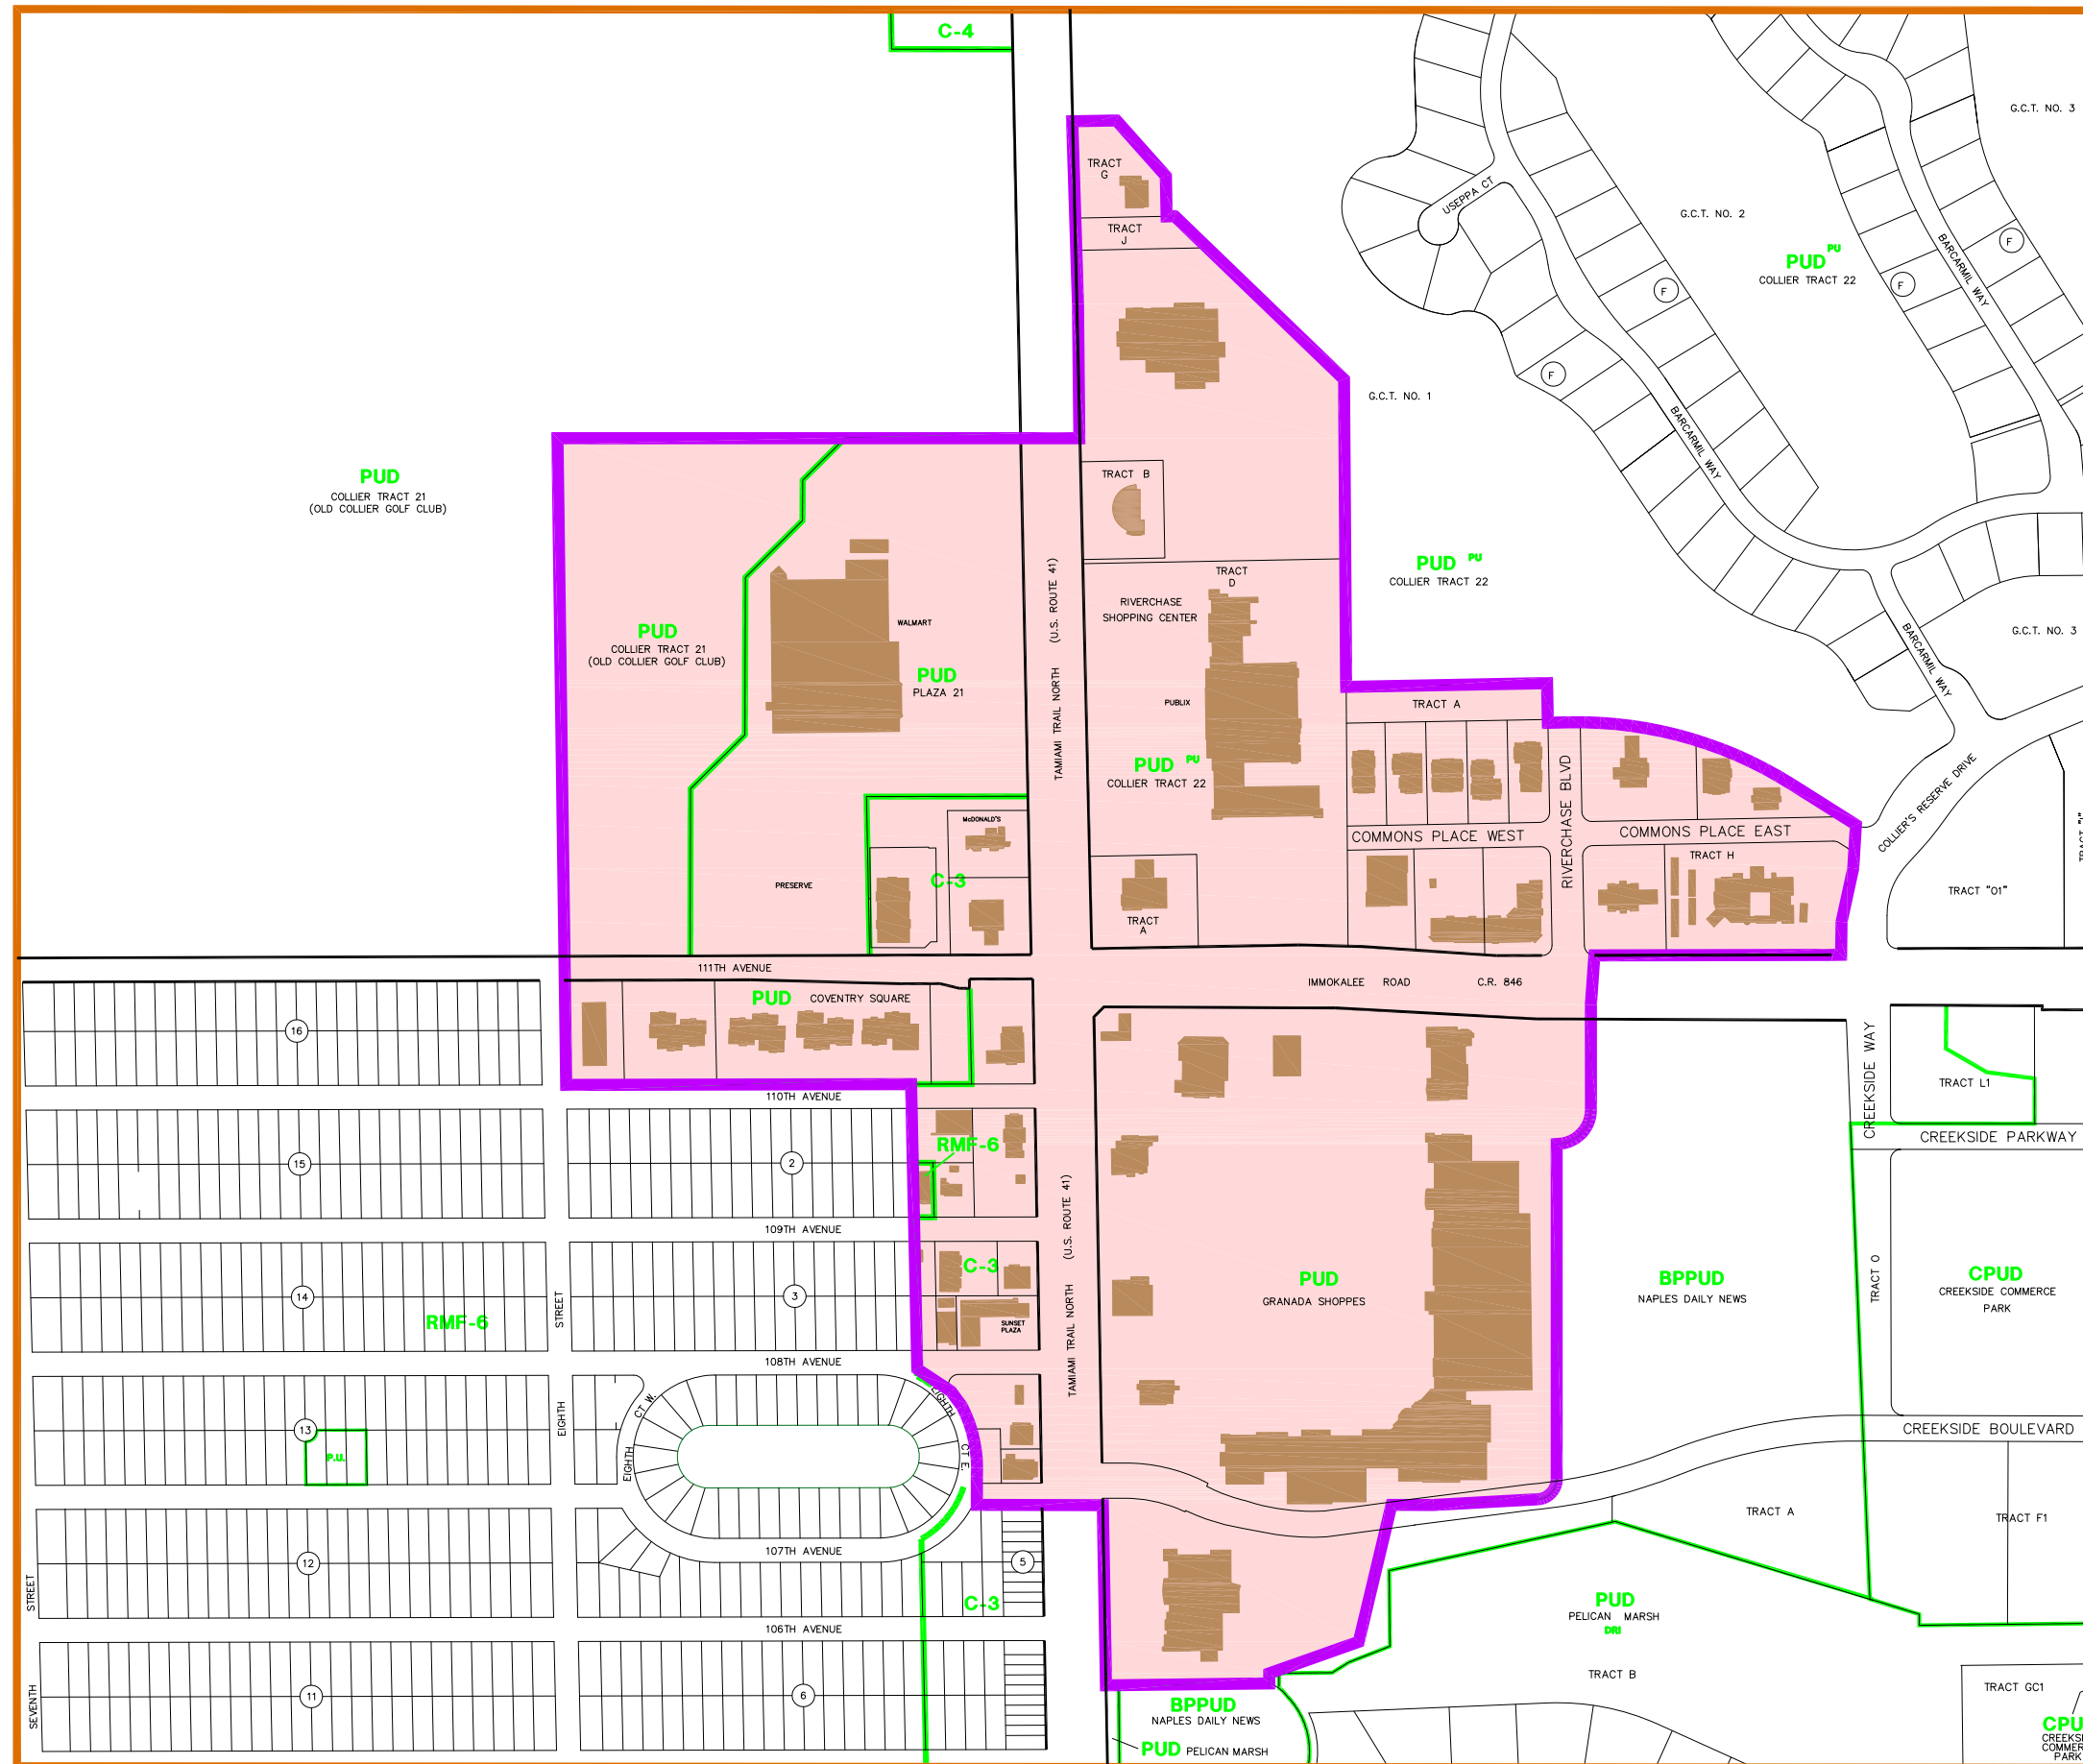 C-4
G.C.T. NO. 3
TRACT
G
USEPPA CT
G.C.T. NO. 2
TRACT
J
BARCARMIL WAY
F
PUD PU
COLLIER TRACT 22
F
F
F
G.C.T. NO. 1
BARCARMIL WAY
PUD
COLLIER TRACT 21
(OLD COLLIER GOLF CLUB)
TRACT B
TAMIAMI TRAIL NORTH (U.S. ROUTE 41)
PUD PU
COLLIER TRACT 22
TRACT
D
RIVERCHASE
SHOPPING CENTER
WALMART
PUD
COLLIER TRACT 21
(OLD COLLIER GOLF CLUB)
G.C.T. NO. 3
BARCARMIL WAY
PUD
PLAZA 21
PUBLIX
TRACT A
PUD PU
COLLIER TRACT 22
RIVERCHASE BLVD
COLLIER'S RESERVE DRIVE
McDONALD'S
COMMONS PLACE WEST
COMMONS PLACE EAST
TRACT H
PRESERVE
C-3
TRACT "O1"
TRACT
A
111TH AVENUE
IMMOKALEE ROAD C.R. 846
PUD COVENTRY SQUARE
16
CREEKSIDE WAY
TRACT L1
110TH AVENUE
CREEKSIDE PARKWAY
RMF-6
15
2
109TH AVENUE
TAMIAMI TRAIL NORTH (U.S. ROUTE 41)
C-3
PUD
GRANADA SHOPPES
BPPUD
NAPLES DAILY NEWS
TRACT O
CPUD
CREEKSIDE COMMERCE
PARK
14
3
STREET
RMF-6
SUNSET
PLAZA
108TH AVENUE
EIGHTH
CT W.
EIGHTH
EIGHTH
CT E.
13
P.U.
CREEKSIDE BOULEVARD
TRACT A
TRACT F1
107TH AVENUE
12
5
STREET
C-3
PUD
PELICAN MARSH
DRI
106TH AVENUE
TRACT B
SEVENTH
11
6
TRACT GC1
BPPUD
NAPLES DAILY NEWS
PUD PELICAN MARSH
CPU
CREEKSI
COMMER
PARK